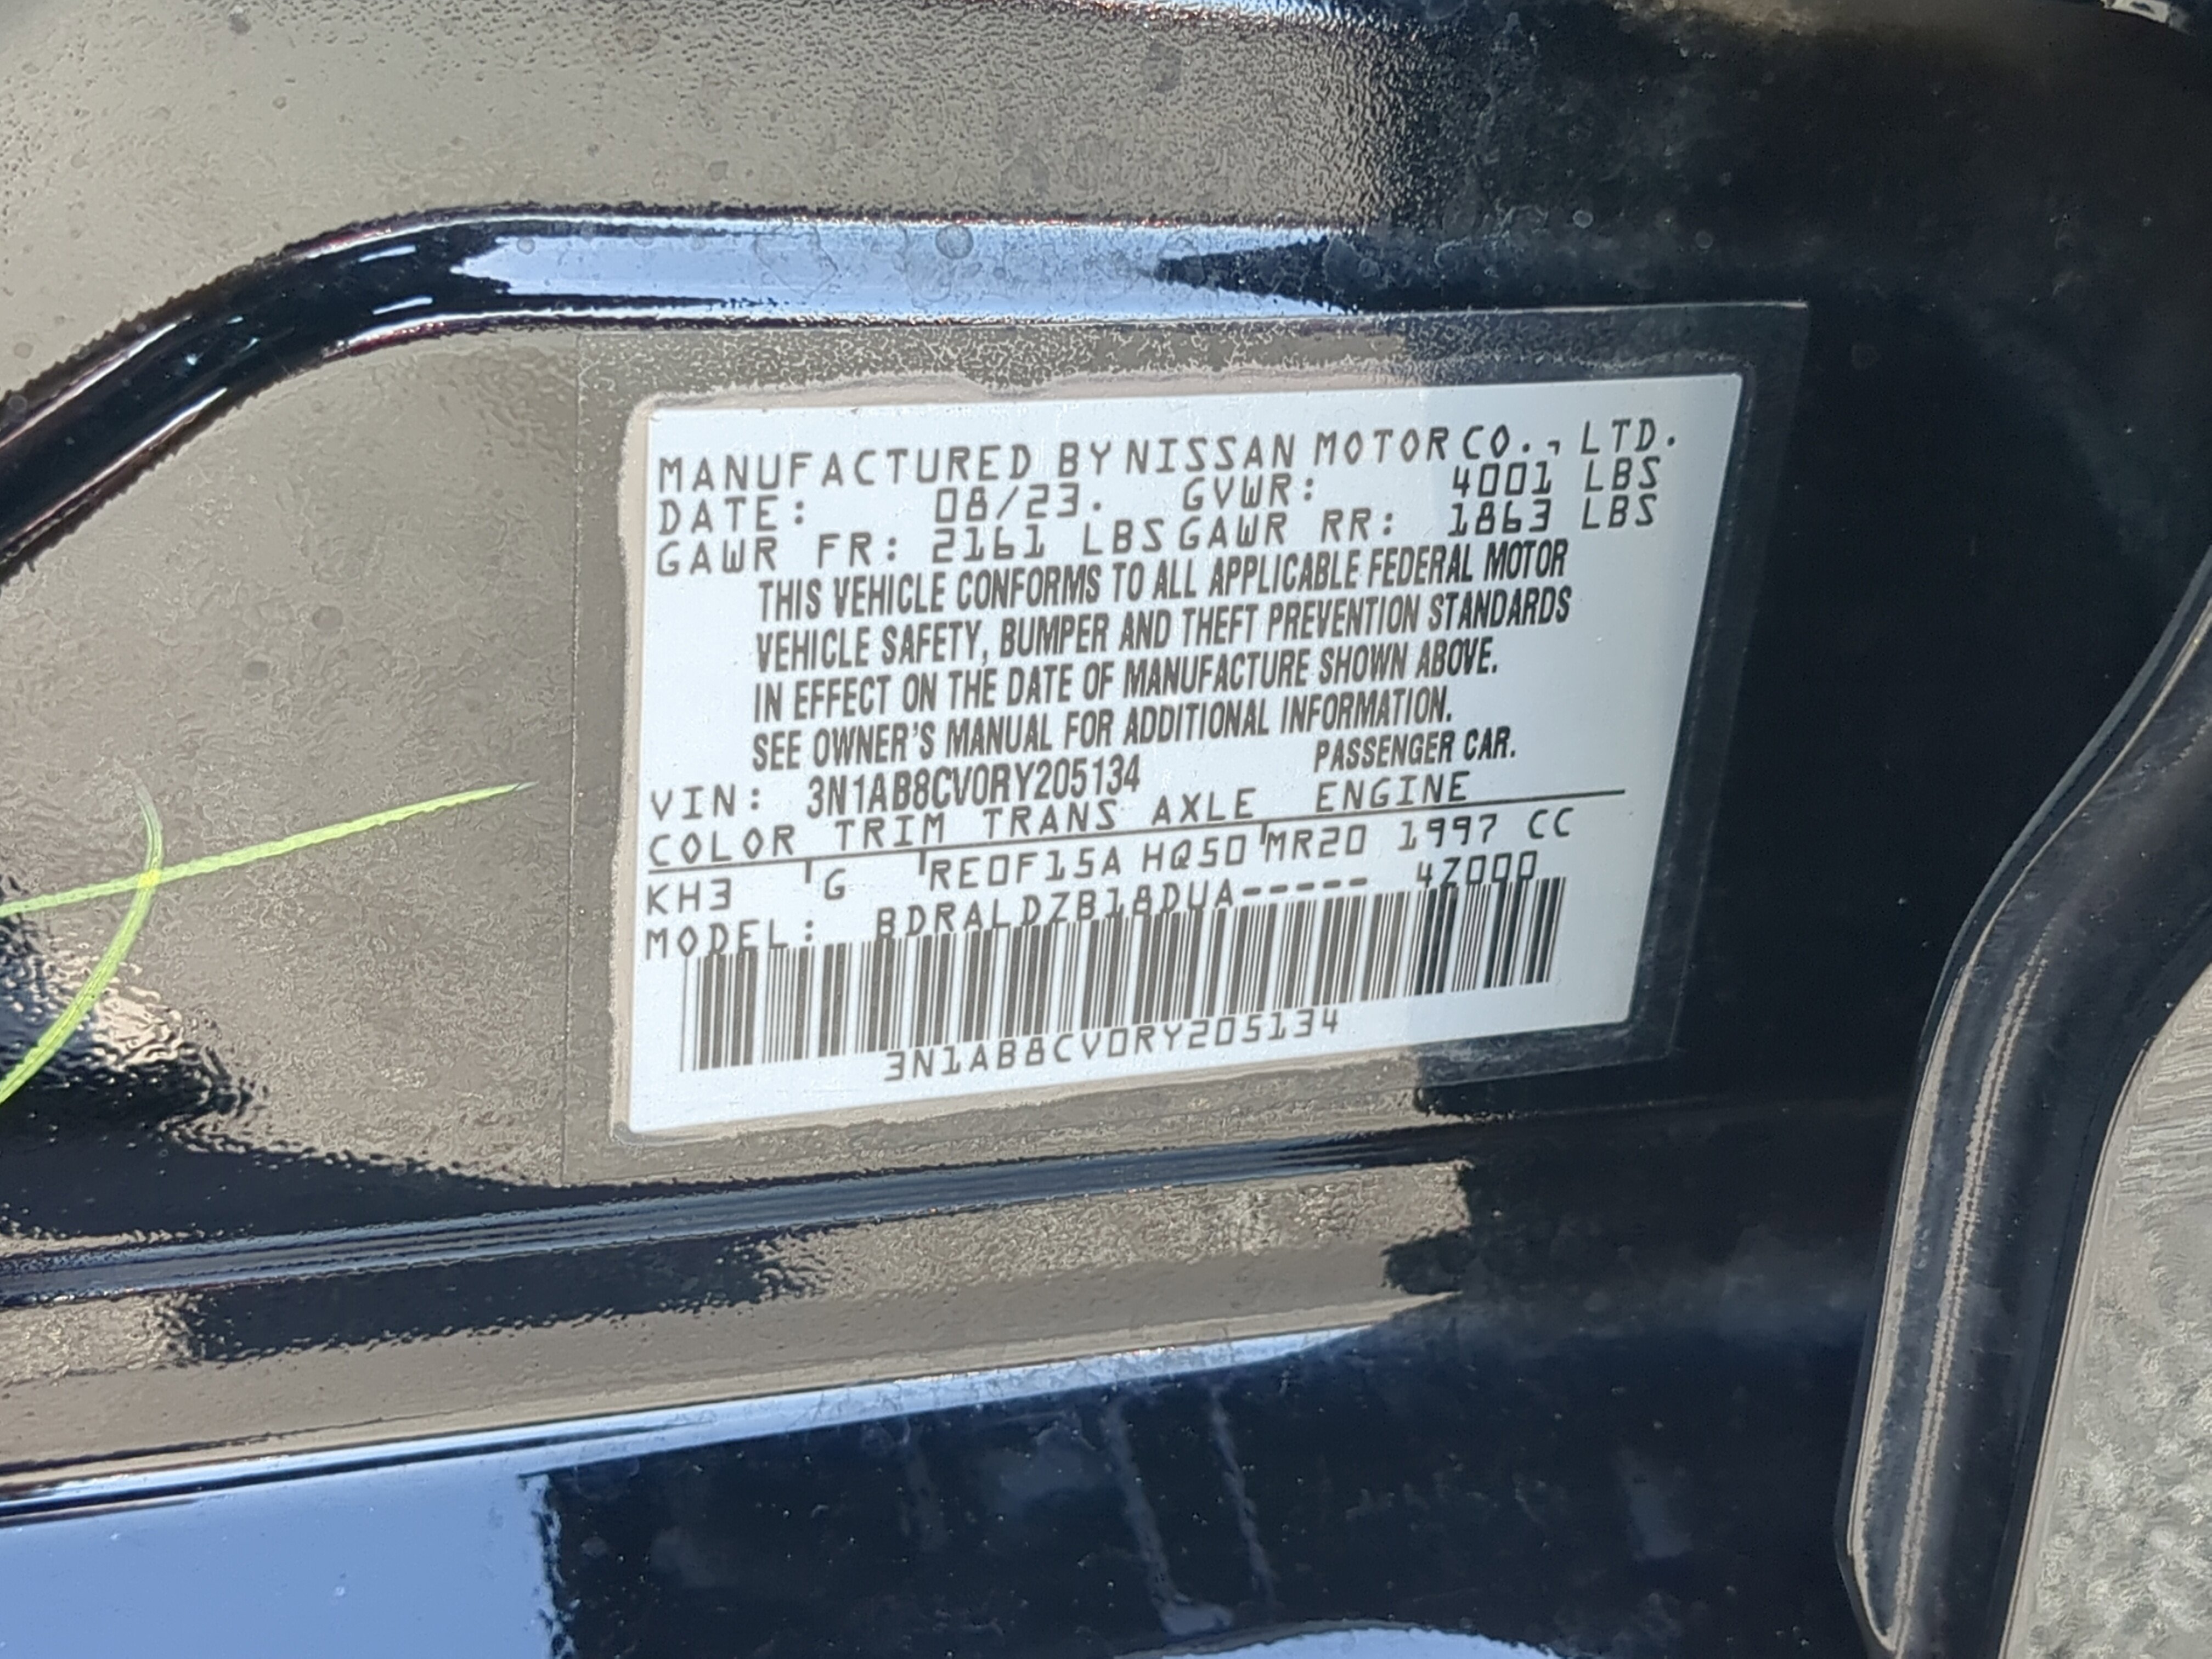 MANUFACTURED BY NISSAN MOTOR CO., LTD.
DATE: 08/23. GVWR: 4001 LBS
GAWR FR: 2161 LBS GAWR RR: 1863 LBS
THIS VEHICLE CONFORMS TO ALL APPLICABLE FEDERAL MOTOR
VEHICLE SAFETY, BUMPER AND THEFT PREVENTION STANDARDS
IN EFFECT ON THE DATE OF MANUFACTURE SHOWN ABOVE.
SEE OWNER'S MANUAL FOR ADDITIONAL INFORMATION.
VIN: 3N1AB8CV0RY205134 PASSENGER CAR.
COLOR TRIM TRANS AXLE ENGINE
KH3 G RE0F15A HQ50 MR20 1997 CC
MODEL: BDRALDZB18DUA----- 4Z000
3N1AB8CV0RY205134